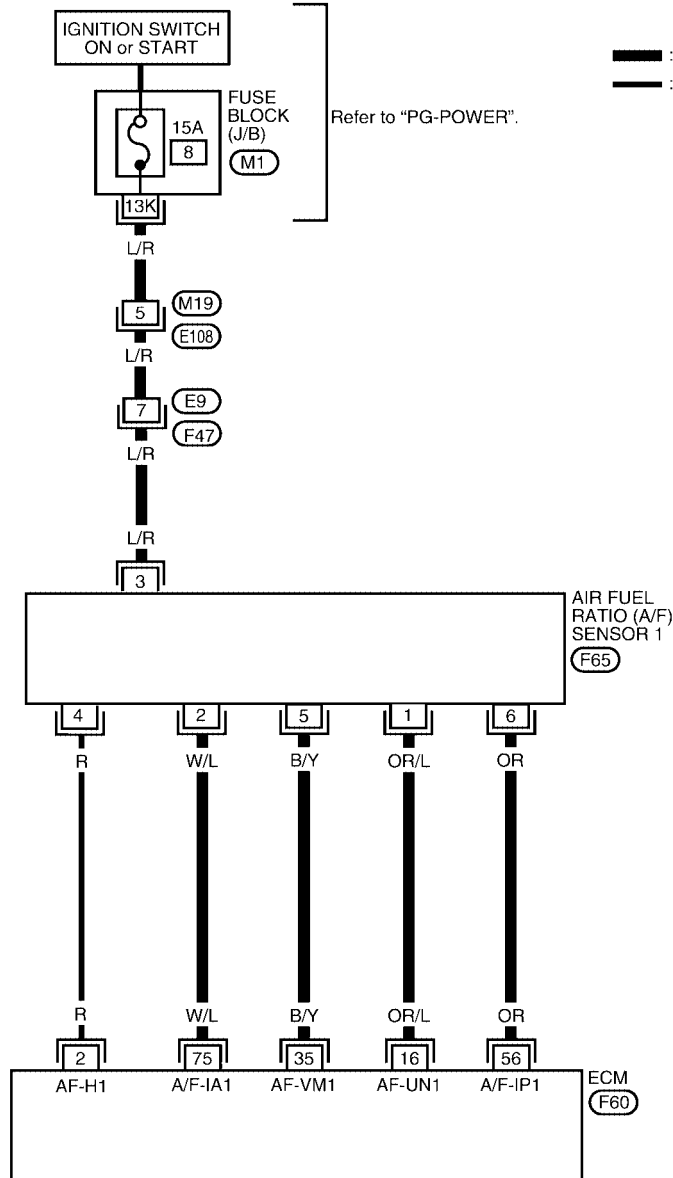 IGNITION SWITCH
ON or START
FUSE
BLOCK
(J/B)
15A
8
M1
Refer to “PG-POWER”.
:
:
13K
L/R
5
M19
E108
L/R
7
E9
F47
L/R
L/R
3
AIR FUEL
RATIO (A/F)
SENSOR 1
F65
4 2 5 1 6
R W/L B/Y OR/L OR
R W/L B/Y OR/L OR
2 75 35 16 56
AF-H1 A/F-IA1 AF-VM1 AF-UN1 A/F-IP1
ECM
F60